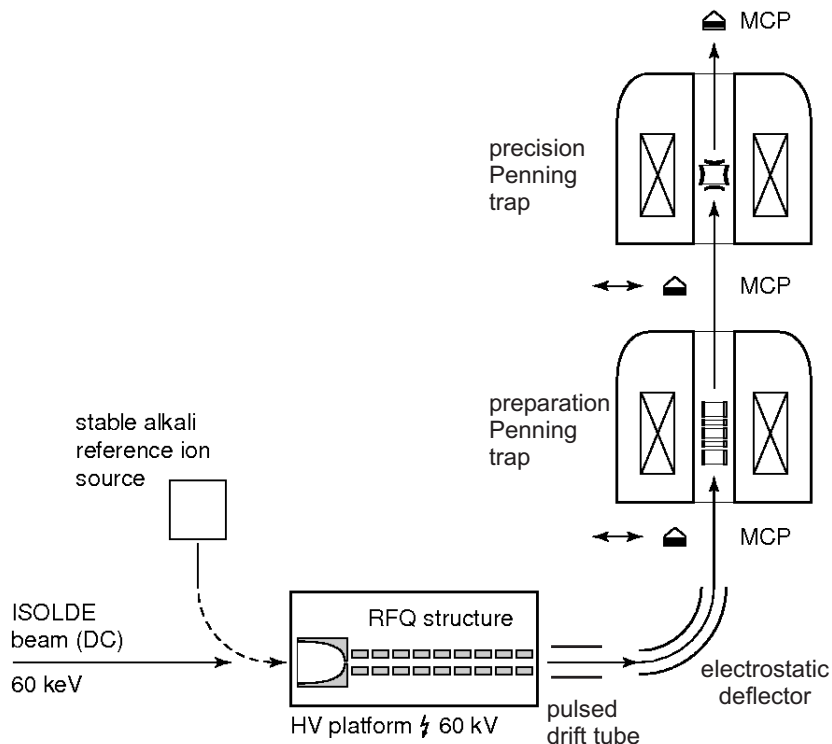 MCP
precision
Penning
trap
MCP
preparation
Penning
trap
stable alkali
reference ion
source
MCP
ISOLDE
beam (DC)
60 keV
RFQ structure
HV platform 60 kV
pulsed
drift tube
electrostatic
deflector